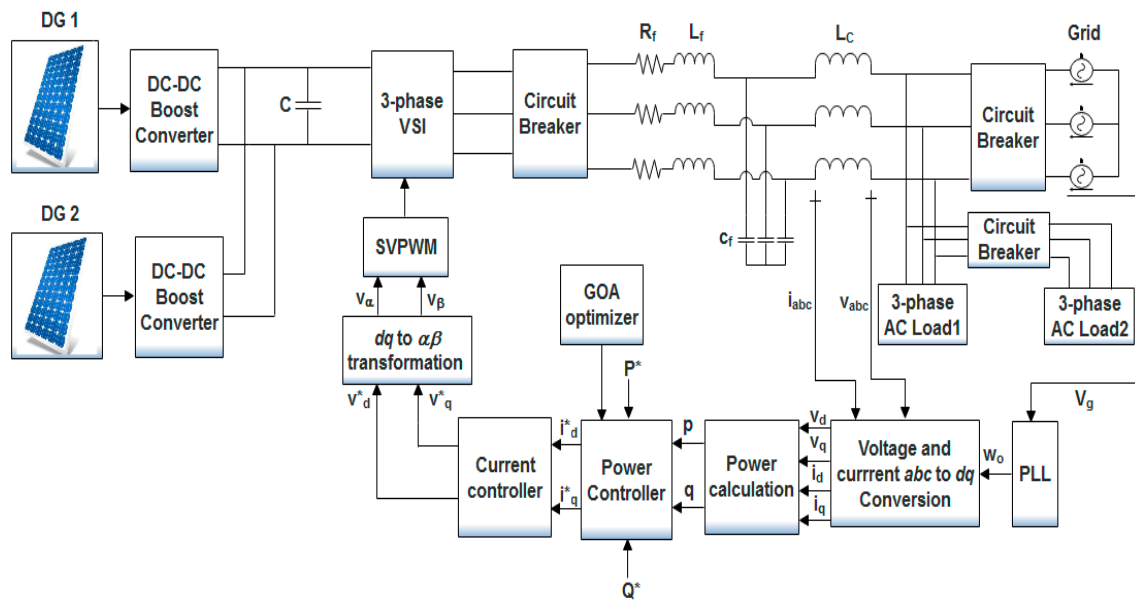 DG 1
DC-DC
Boost
Converter
C
3-phase
VSI
Circuit
Breaker
Rf
Lf
LC
Grid
Circuit
Breaker
DG 2
DC-DC
Boost
Converter
SVPWM
Vα
Vβ
cf
Circuit
Breaker
3-phase
AC Load1
3-phase
AC Load2
iabc
vabc
GOA
optimizer
dq to αβ
transformation
P*
V*d
V*q
Vg
Current
controller
i*d
i*q
Power
Controller
p
q
Power
calculation
vd
Vq
id
iq
Voltage and
currrent abc to dq
Conversion
wo
PLL
Q*